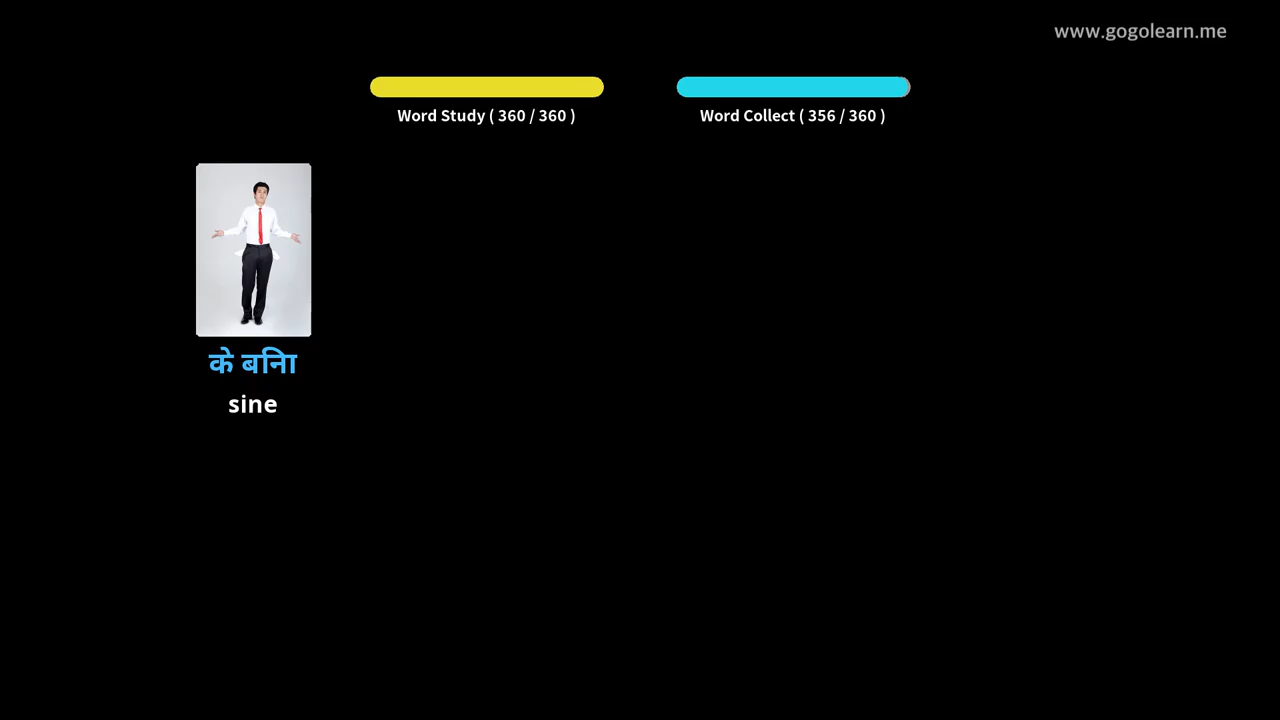 www.gogolearn.me
Word Study ( 360 / 360 )
Word Collect ( 356 / 360 )
के बिना
sine